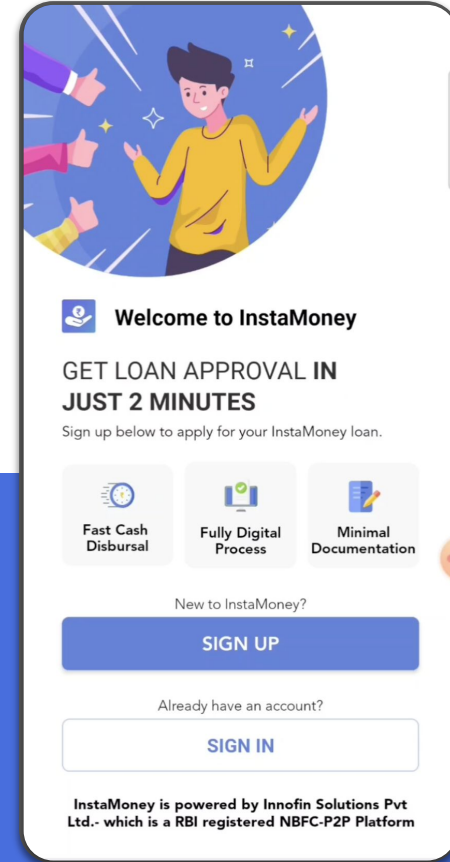 Welcome to InstaMoney
GET LOAN APPROVAL IN
JUST 2 MINUTES
Sign up below to apply for your InstaMoney loan.
Fast Cash
Disbursal
Fully Digital
Process
Minimal
Documentation
New to InstaMoney?
SIGN UP
Already have an account?
SIGN IN
InstaMoney is powered by Innofin Solutions Pvt
Ltd.- which is a RBI registered NBFC-P2P Platform